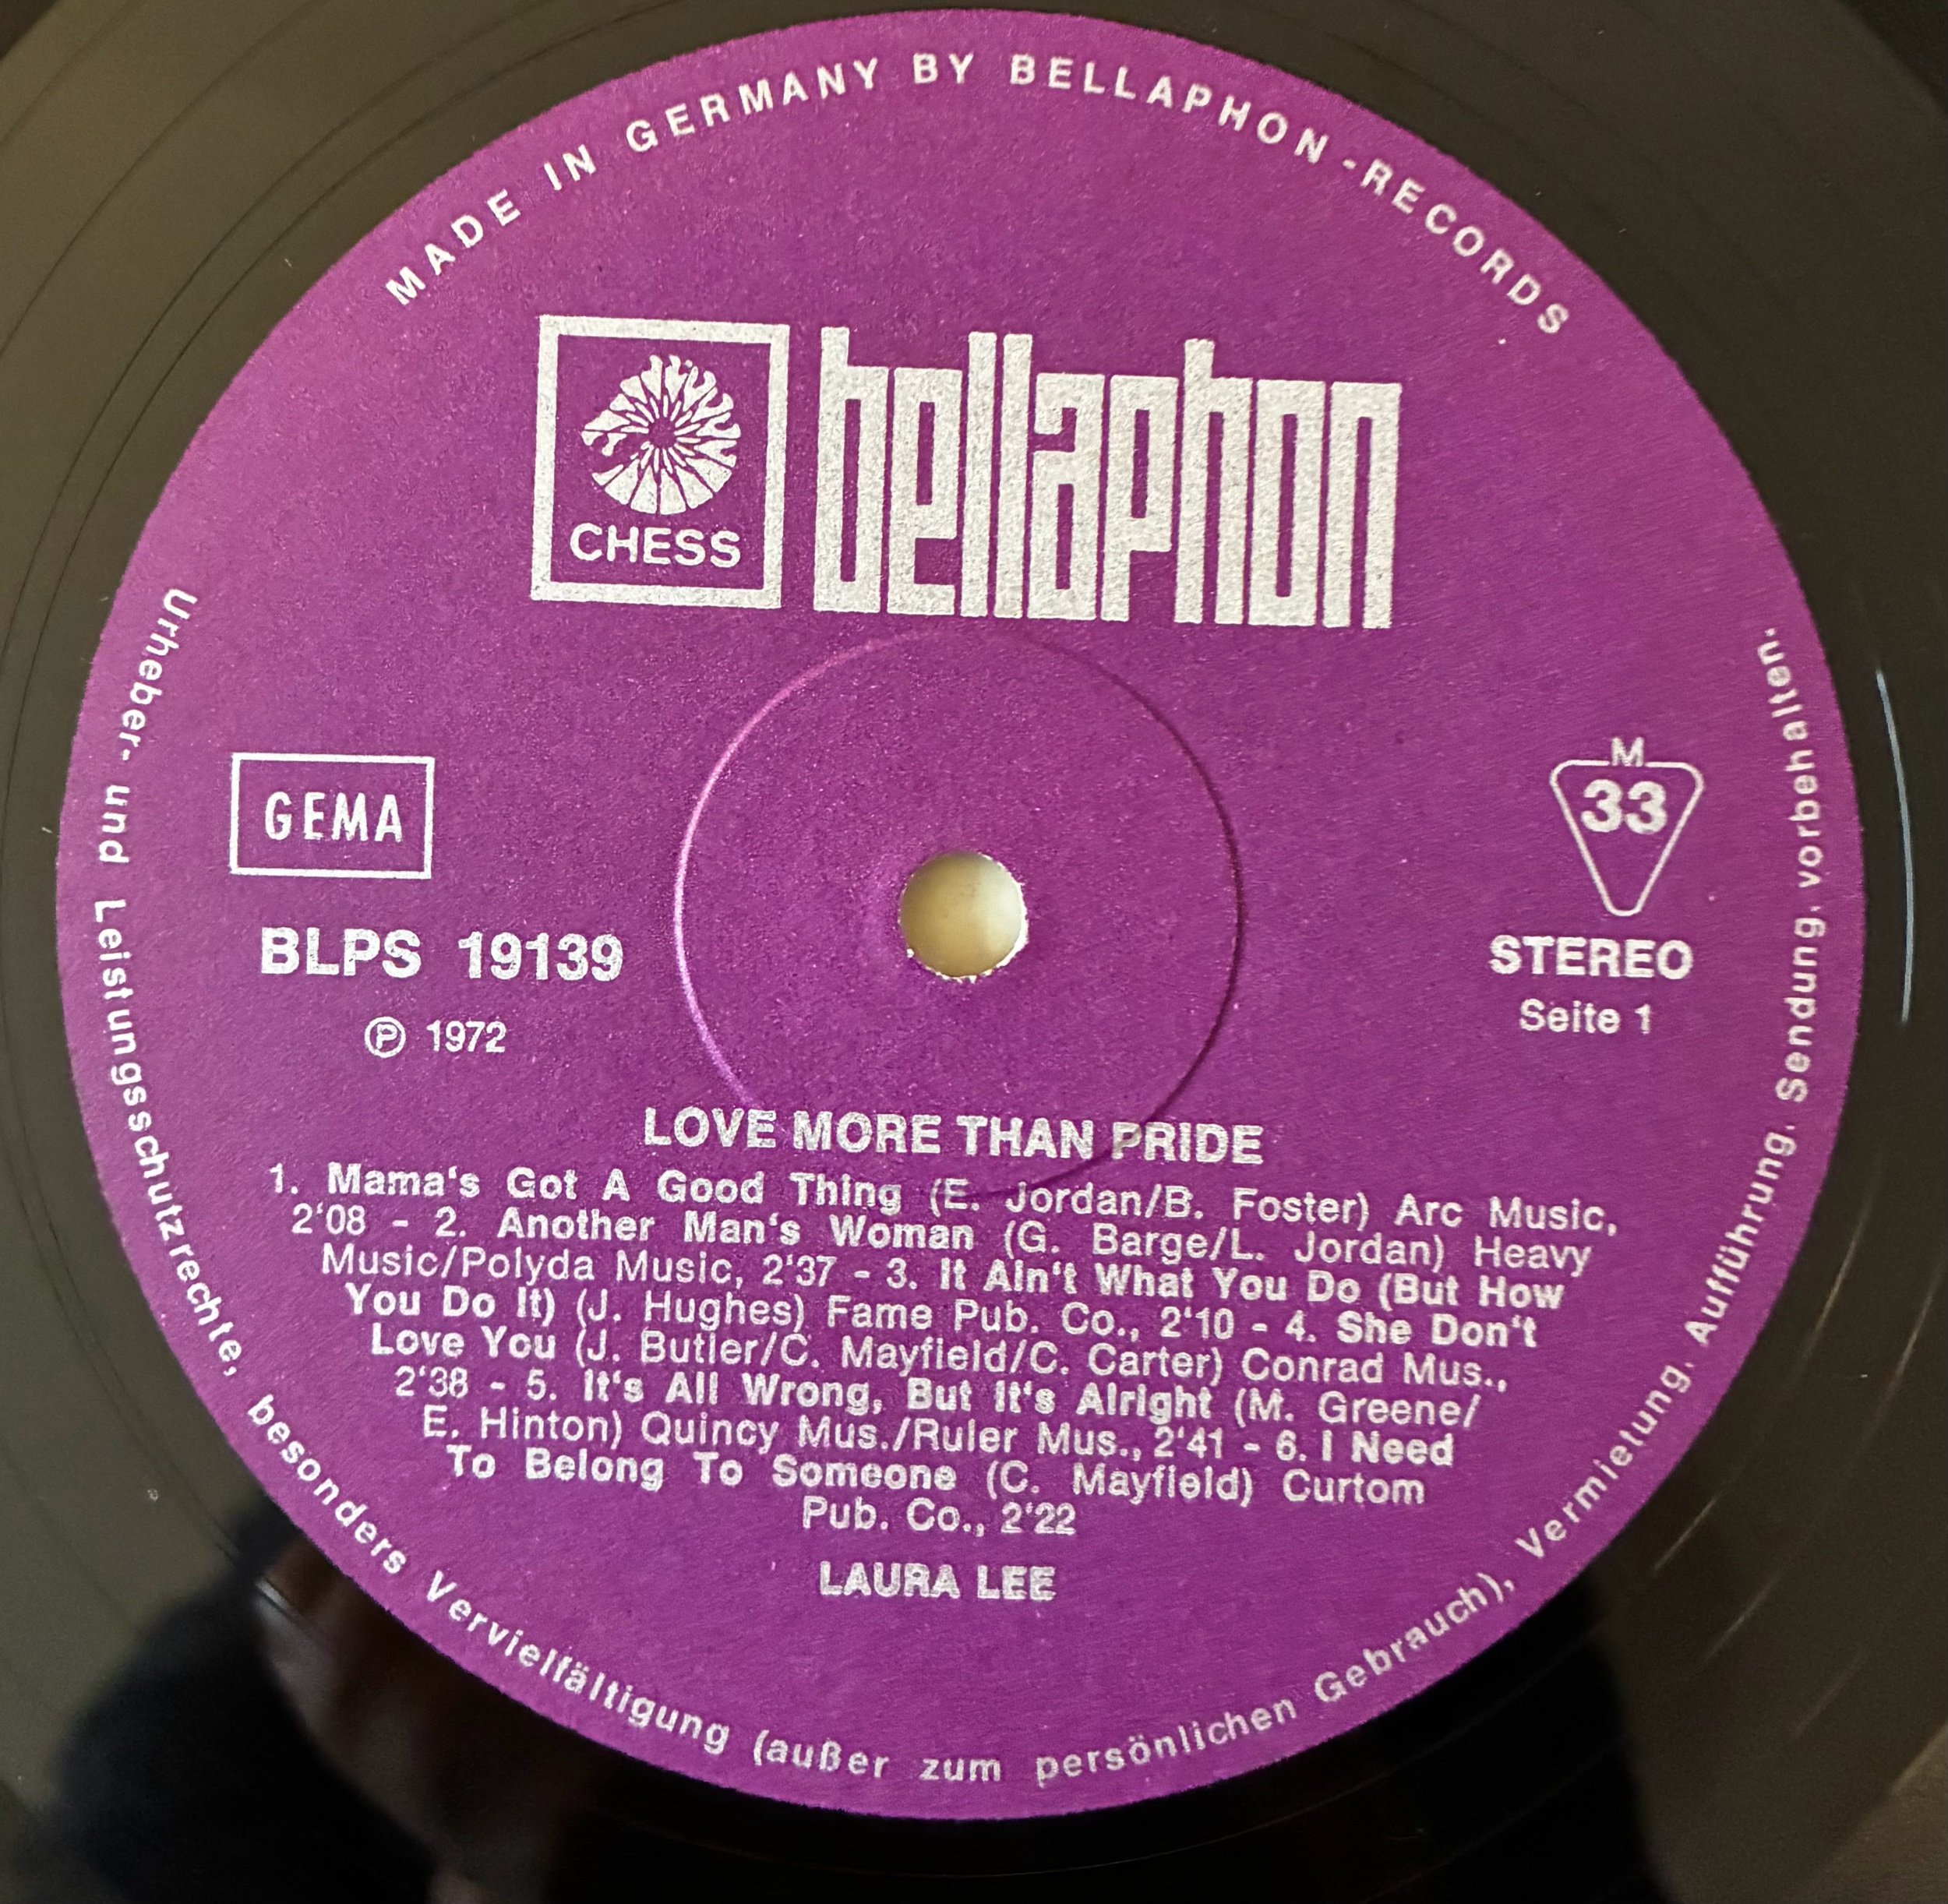 MADE IN GERMANY BY BELLAPHON-RECORDS
CHESS
bellaphon
GEMA
M
33
BLPS 19139
STEREO
℗ 1972
Seite 1
LOVE MORE THAN PRIDE
1. Mama's Got A Good Thing (E. Jordan/B. Foster) Arc Music,
2'08 - 2. Another Man's Woman (G. Barge/L. Jordan) Heavy
Music/Polyda Music, 2'37 - 3. It Ain't What You Do (But How
You Do It) (J. Hughes) Fame Pub. Co., 2'10 - 4. She Don't
Love You (J. Butler/C. Mayfield/C. Carter) Conrad Mus.,
2'38 - 5. It's All Wrong, But It's Alright (M. Greene/
E. Hinton) Quincy Mus./Ruler Mus., 2'41 - 6. I Need
To Belong To Someone (C. Mayfield) Curtom
Pub. Co., 2'22
LAURA LEE
Urheber- und Leistungsschutzrechte, besonders Vervielfältigung (außer zum persönlichen Gebrauch), Vermietung. Aufführung. Sendung, vorbehalten.